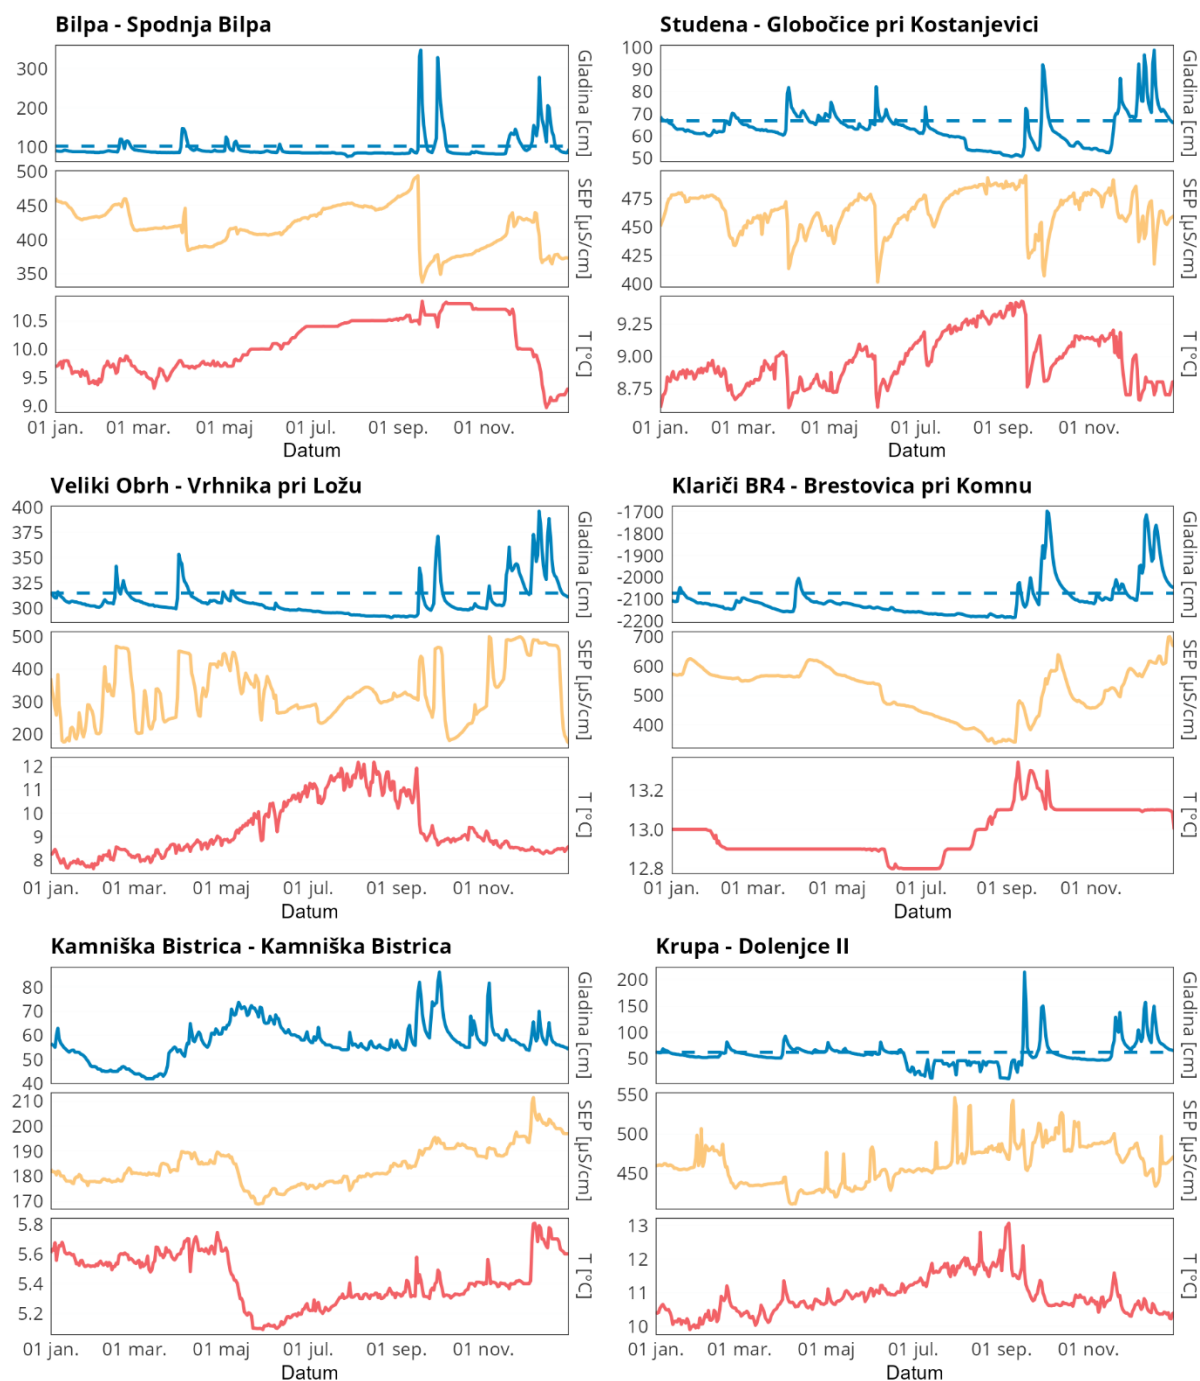 Bilpa - Spodnja Bilpa
300
200
100
Gladina [cm]
500
450
400
350
SEP [µS/cm]
10.5
10.0
9.5
9.0
T [°C]
01 jan. 01 mar. 01 maj 01 jul. 01 sep. 01 nov.
Datum
Studena - Globočice pri Kostanjevici
100
90
80
70
60
50
Gladina [cm]
475
450
425
400
SEP [µS/cm]
9.25
9.00
8.75
T [°C]
01 jan. 01 mar. 01 maj 01 jul. 01 sep. 01 nov.
Datum
Veliki Obrh - Vrhnika pri Ložu
400
375
350
325
300
Gladina [cm]
500
400
300
200
SEP [µS/cm]
12
11
10
9
8
T [°C]
01 jan. 01 mar. 01 maj 01 jul. 01 sep. 01 nov.
Datum
Klariči BR4 - Brestovica pri Komnu
-1700
-1800
-1900
-2000
-2100
-2200
Gladina [cm]
700
600
500
400
SEP [µS/cm]
13.2
13.0
12.8
T [°C]
01 jan. 01 mar. 01 maj 01 jul. 01 sep. 01 nov.
Datum
Kamniška Bistrica - Kamniška Bistrica
80
70
60
50
40
Gladina [cm]
210
200
190
180
170
SEP [µS/cm]
5.8
5.6
5.4
5.2
T [°C]
01 jan. 01 mar. 01 maj 01 jul. 01 sep. 01 nov.
Datum
Krupa - Dolenjce II
200
150
100
50
Gladina [cm]
550
500
450
SEP [µS/cm]
13
12
11
10
T [°C]
01 jan. 01 mar. 01 maj 01 jul. 01 sep. 01 nov.
Datum